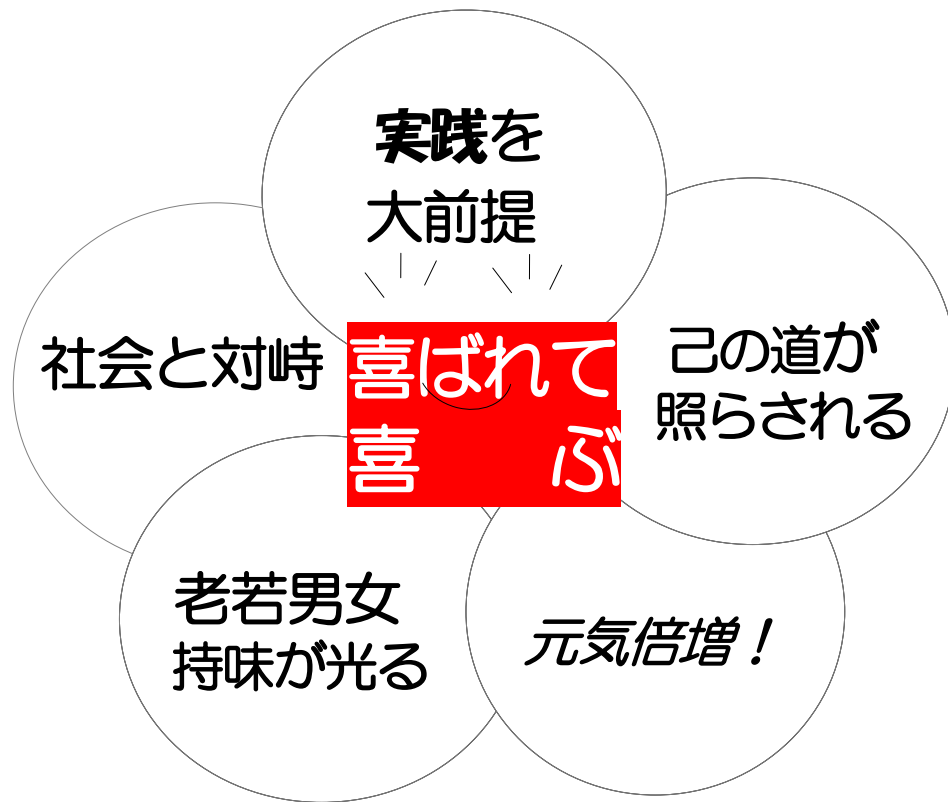 実践を
大前提
社会と対峙
喜ばれて
喜　　ぶ
己の道が
照らされる
老若男女
持味が光る
元気倍増！